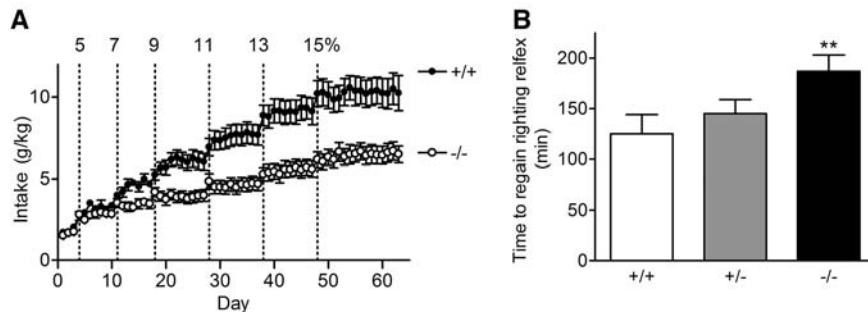 A
5 7 9 11 13 15%
10
5
0
Intake (g/kg)
0 10 20 30 40 50 60
Day
+/+
-/-
B
**
200
150
100
50
0
Time to regain righting relfex
(min)
+/+ +/- -/-